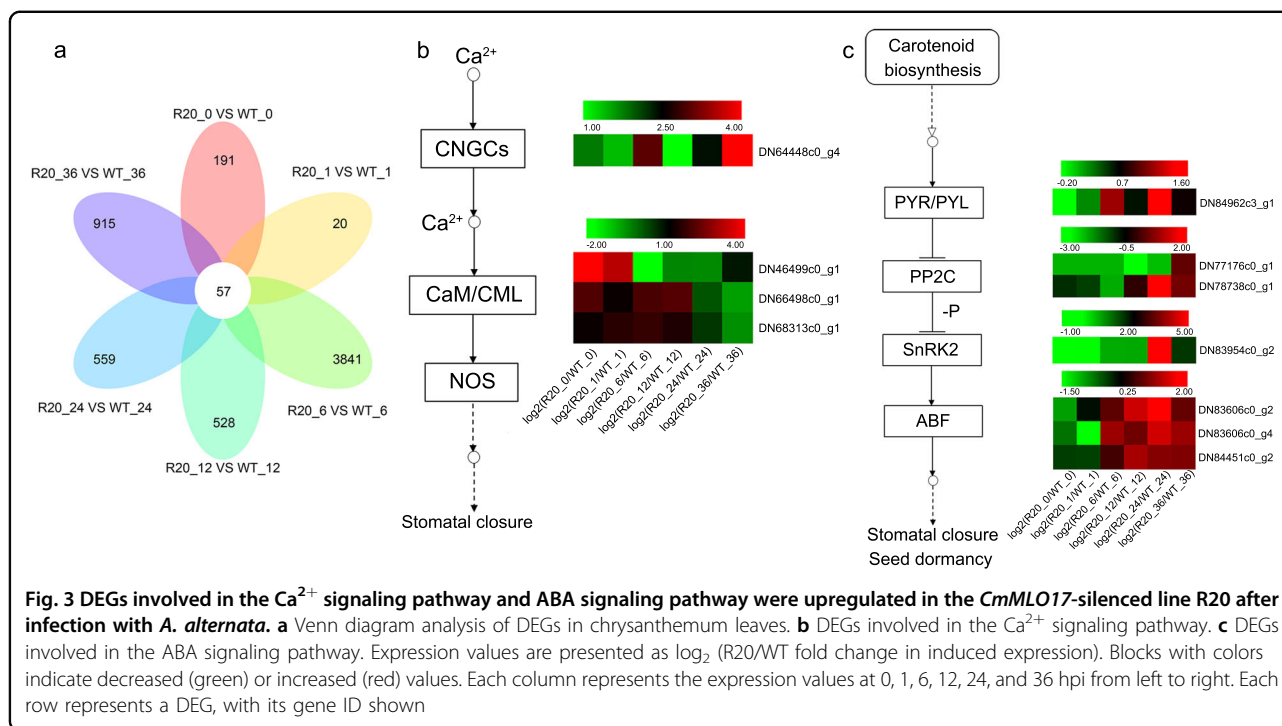 a
R20_0 VS WT_0
191
R20_36 VS WT_36
R20_1 VS WT_1
915
20
57
559
3841
R20_24 VS WT_24
R20_6 VS WT_6
528
R20_12 VS WT_12
b
Ca2+
CNGCs
Ca2+
CaM/CML
NOS
Stomatal closure
1.00 2.50 4.00
DN64448c0_g4
-2.00 1.00 4.00
DN46499c0_g1
DN66498c0_g1
DN68313c0_g1
log2(R20_0/WT_0)
log2(R20_1/WT_1)
log2(R20_6/WT_6)
log2(R20_12/WT_12)
log2(R20_24/WT_24)
log2(R20_36/WT_36)
c
Carotenoid
biosynthesis
PYR/PYL
PP2C
-P
SnRK2
ABF
Stomatal closure
Seed dormancy
-0.20 0.7 1.60
DN84962c3_g1
-3.00 -0.5 2.00
DN77176c0_g1
DN78738c0_g1
-1.00 2.00 5.00
DN83954c0_g2
-1.50 0.25 2.00
DN83606c0_g2
DN83606c0_g4
DN84451c0_g2
log2(R20_0/WT_0)
log2(R20_1/WT_1)
log2(R20_6/WT_6)
log2(R20_12/WT_12)
log2(R20_24/WT_24)
log2(R20_36/WT_36)
Fig. 3 DEGs involved in the Ca2+ signaling pathway and ABA signaling pathway were upregulated in the CmMLO17-silenced line R20 after
infection with A. alternata. a Venn diagram analysis of DEGs in chrysanthemum leaves. b DEGs involved in the Ca2+ signaling pathway. c DEGs
involved in the ABA signaling pathway. Expression values are presented as log2 (R20/WT fold change in induced expression). Blocks with colors
indicate decreased (green) or increased (red) values. Each column represents the expression values at 0, 1, 6, 12, 24, and 36 hpi from left to right. Each
row represents a DEG, with its gene ID shown